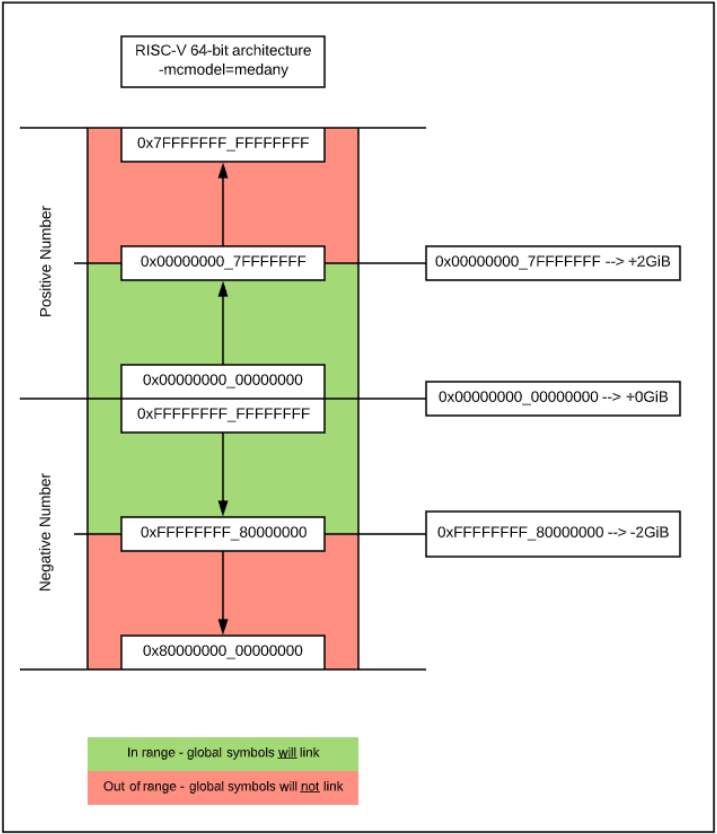 RISC-V 64-bit architecture
-mcmodel=medany
0x7FFFFFFF_FFFFFFFF
Positive Number
0x00000000_7FFFFFFF
0x00000000_7FFFFFFF --> +2GiB
0x00000000_00000000
0x00000000_00000000 --> +0GiB
0xFFFFFFFF_FFFFFFFF
Negative Number
0xFFFFFFFF_80000000
0xFFFFFFFF_80000000 --> -2GiB
0x80000000_00000000
In range - global symbols will link
Out of range - global symbols will not link